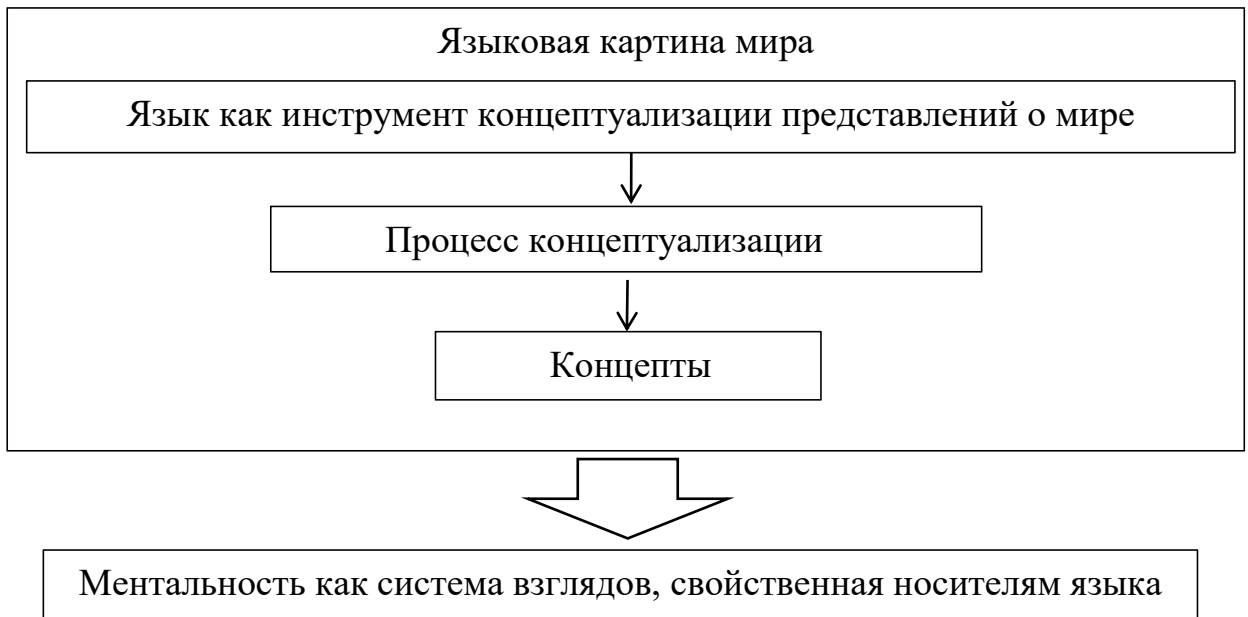 Языковая картина мира
Язык как инструмент концептуализации представлений о мире
Процесс концептуализации
Концепты
Ментальность как система взглядов, свойственная носителям языка